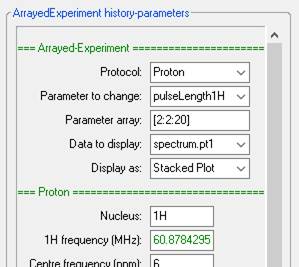 ArrayedExperiment history-parameters
=== Arrayed-Experiment ===
Protocol: Proton
Parameter to change: pulseLength1H
Parameter array: [2:2:20]
Data to display: spectrum.pt1
Display as: Stacked Plot
=== Proton ===
Nucleus: 1H
1H frequency (MHz): 60.8784295
Centre frequency (ppm): 6